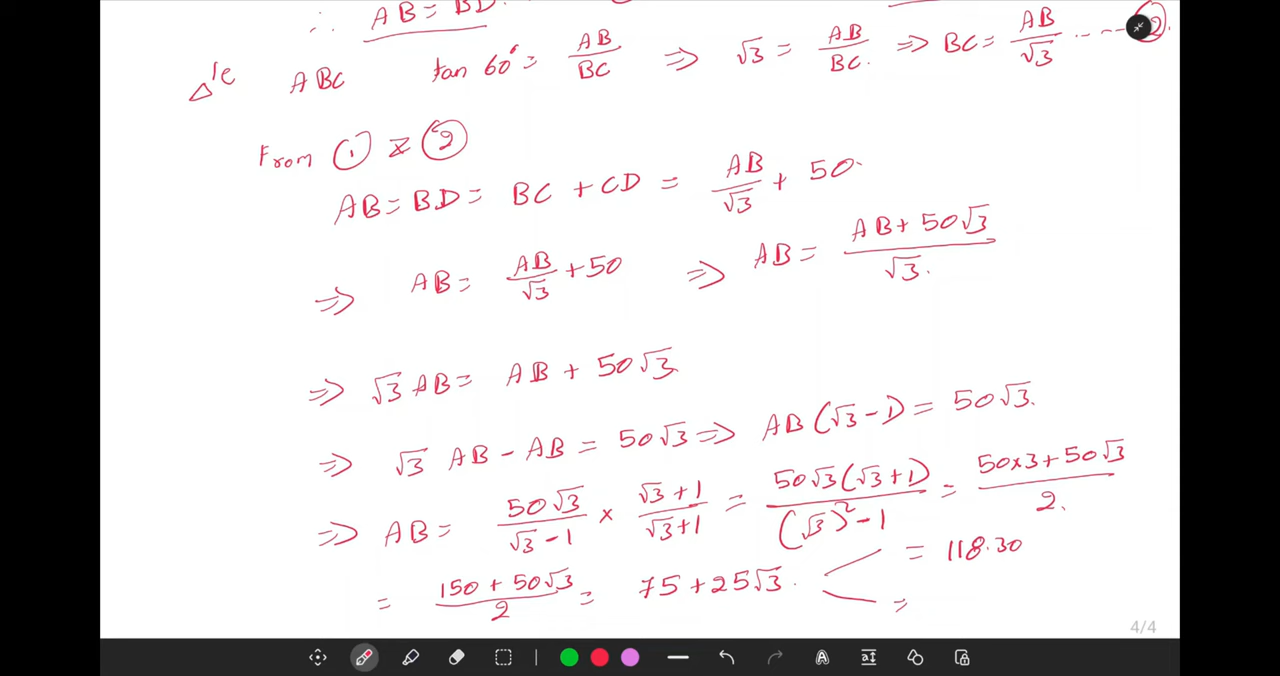 ∴ AB = BD.
Δle ABC tan 60° = AB/BC ⇒ √3 = AB/BC. ⇒ BC = AB/√3 ---- ②.
From ① & ②
AB = BD = BC + CD = AB/√3 + 50.
⇒ AB = AB/√3 + 50 ⇒ AB = (AB + 50√3)/√3.
⇒ √3 AB = AB + 50√3
⇒ √3 AB - AB = 50√3 ⇒ AB (√3 - 1) = 50√3.
⇒ AB = 50√3/(√3 - 1) × (√3 + 1)/(√3 + 1) = 50√3(√3 + 1)/((√3)² - 1) = (50×3 + 50√3)/2.
= (150 + 50√3)/2 = 75 + 25√3. < = 118.30
=
4/4